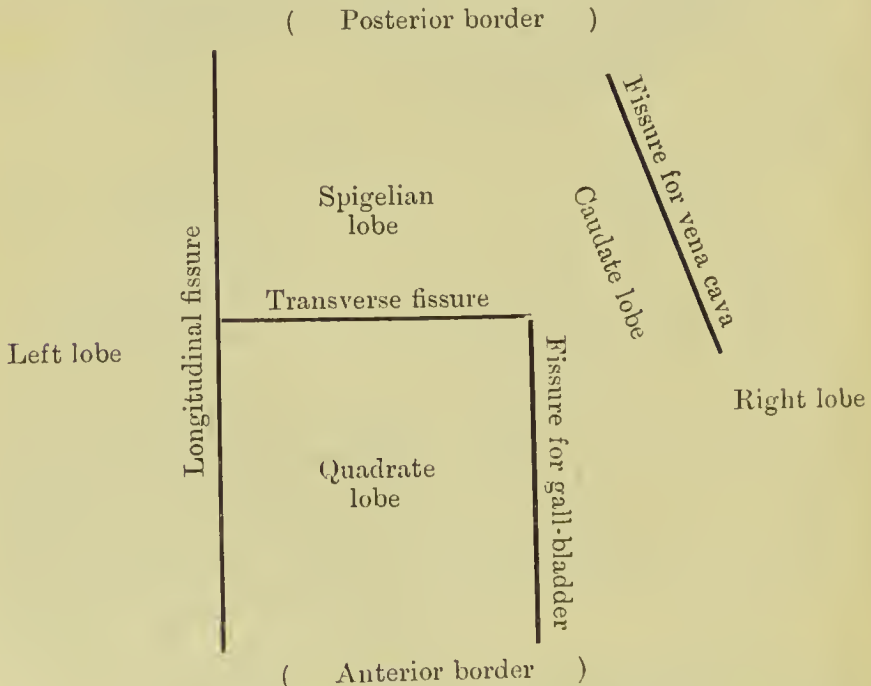 ( Posterior border )
Fissure for vena cava
Spigelian
lobe
Caudate lobe
Longitudinal fissure
Transverse fissure
Left lobe
Fissure for gall-bladder
Right lobe
Quadrate
lobe
( Anterior border )